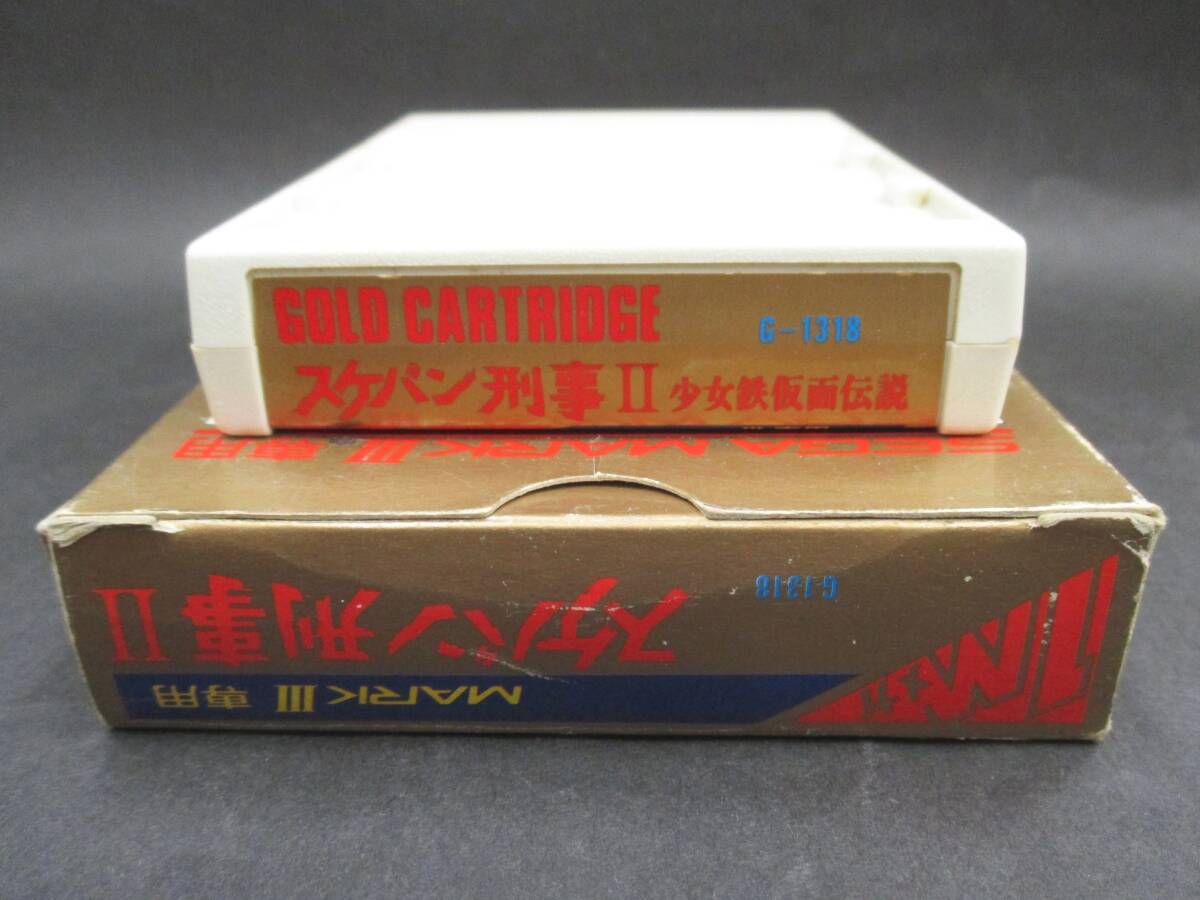 GOLD CARTRIDGE
G-1318
スケバン刑事II 少女鉄仮面伝説
SEGA MARK III 専用
スケバン刑事II
G-1318
MARK III 専用